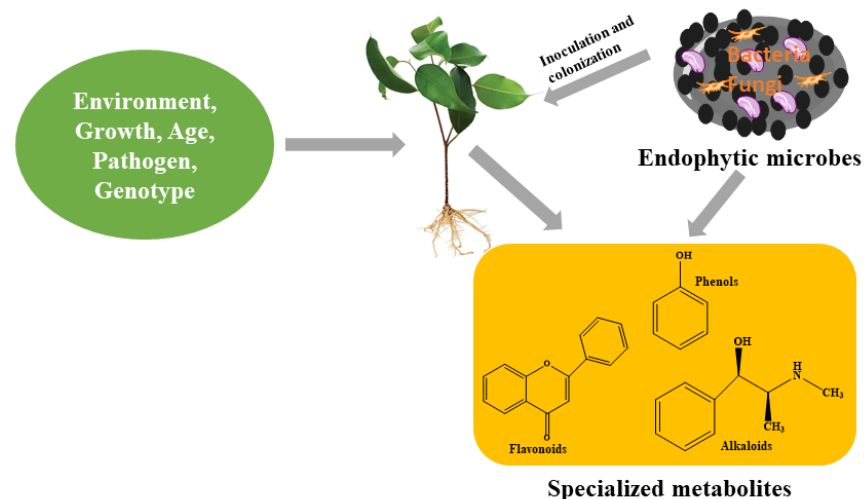 Environment,
Growth, Age,
Pathogen,
Genotype
Inoculation and
colonization
Bacteria
Fungi
Endophytic microbes
OH
Phenols
O
O
Flavonoids
OH
H
N
CH3
CH3
Alkaloids
Specialized metabolites